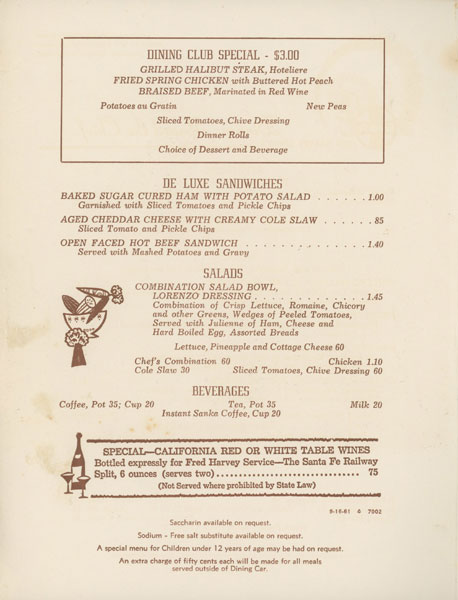 DINING CLUB SPECIAL - $3.00
GRILLED HALIBUT STEAK, Hoteliere
FRIED SPRING CHICKEN with Buttered Hot Peach
BRAISED BEEF, Marinated in Red Wine
Potatoes au Gratin New Peas
Sliced Tomatoes, Chive Dressing
Dinner Rolls
Choice of Dessert and Beverage
DE LUXE SANDWICHES
BAKED SUGAR CURED HAM WITH POTATO SALAD . . . . . . 1.00
Garnished with Sliced Tomatoes and Pickle Chips
AGED CHEDDAR CHEESE WITH CREAMY COLE SLAW . . . . . . 85
Sliced Tomato and Pickle Chips
OPEN FACED HOT BEEF SANDWICH . . . . . . . . . . . . . . 1.40
Served with Mashed Potatoes and Gravy
SALADS
COMBINATION SALAD BOWL,
LORENZO DRESSING . . . . . . . . . . . . . 1.45
Combination of Crisp Lettuce, Romaine, Chicory
and other Greens, Wedges of Peeled Tomatoes,
Served with Julienne of Ham, Cheese and
Hard Boiled Egg, Assorted Breads
Lettuce, Pineapple and Cottage Cheese 60
Chef's Combination 60 Chicken 1.10
Cole Slaw 30 Sliced Tomatoes, Chive Dressing 60
BEVERAGES
Coffee, Pot 35; Cup 20 Tea, Pot 35 Milk 20
Instant Sanka Coffee, Cup 20
SPECIAL—CALIFORNIA RED OR WHITE TABLE WINES
Bottled expressly for Fred Harvey Service—The Santa Fe Railway
Split, 6 ounces (serves two)................................ 75
(Not Served where prohibited by State Law)
9-16-61 6 7902
Saccharin available on request.
Sodium - Free salt substitute available on request.
A special menu for Children under 12 years of age may be had on request.
An extra charge of fifty cents each will be made for all meals
served outside of Dining Car.